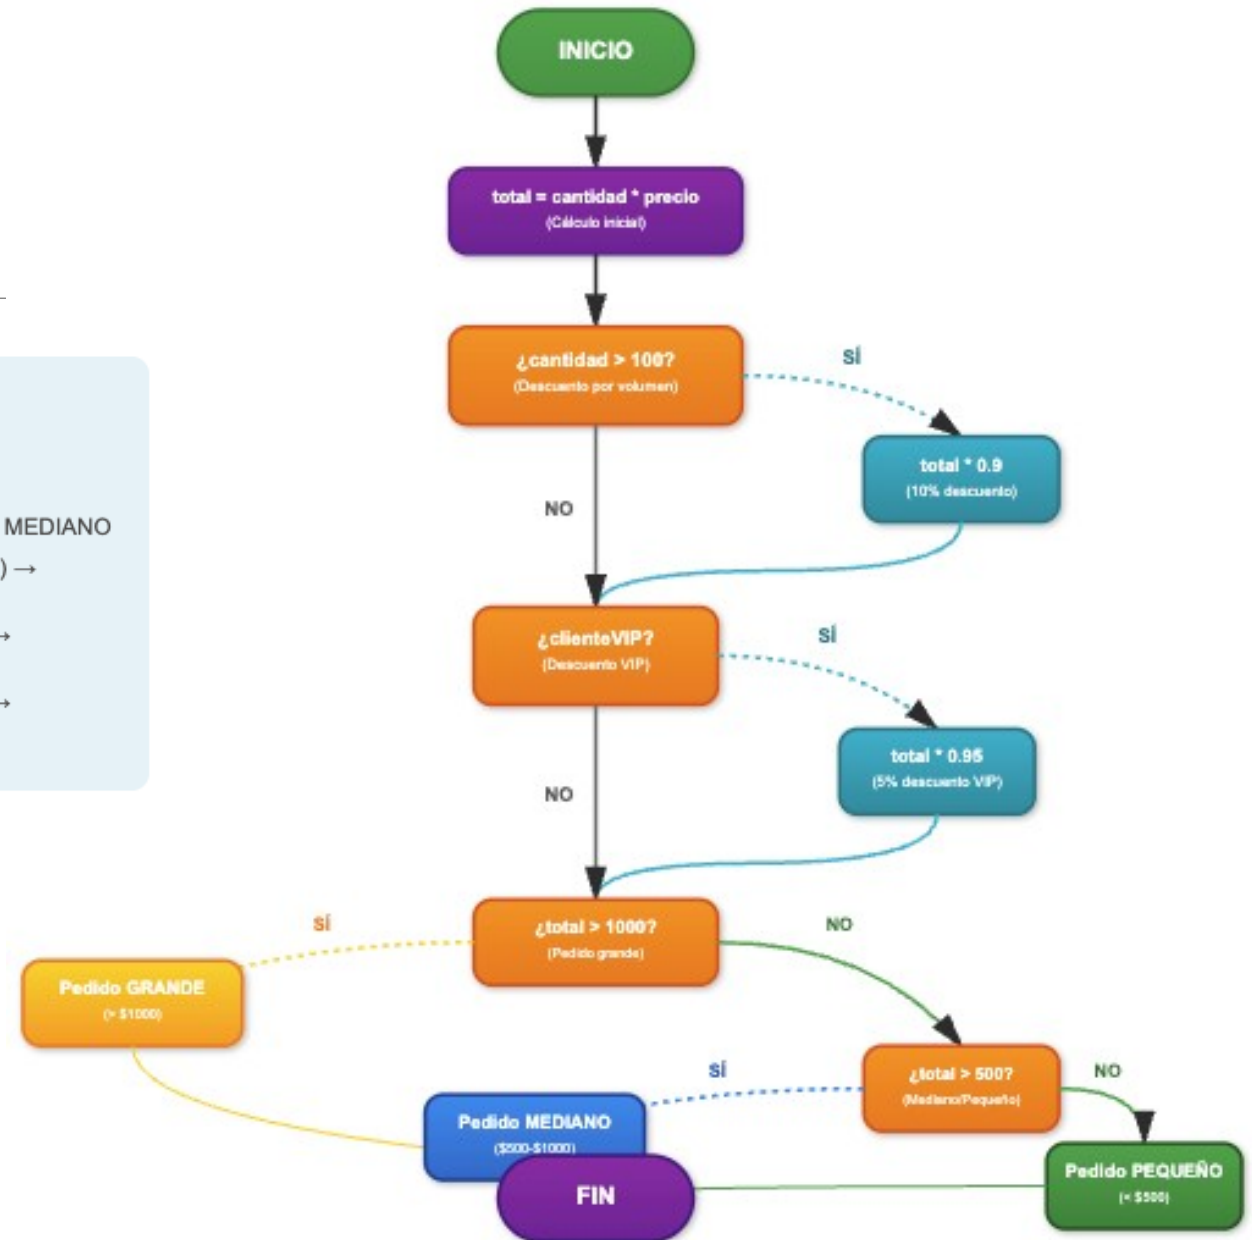 INICIO
total = cantidad * precio
(Cálculo inicial)
¿cantidad > 100?
(Descuento por volumen)
SÍ
total * 0.9
(10% descuento)
NO
MEDIANO
) →
→
→
¿clienteVIP?
(Descuento VIP)
SÍ
total * 0.95
(5% descuento VIP)
NO
¿total > 1000?
(Pedido grande)
SÍ
NO
Pedido GRANDE
(> $1000)
¿total > 500?
(Mediano/Pequeño)
SÍ
NO
Pedido MEDIANO
($500-$1000)
Pedido PEQUEÑO
(< $500)
FIN